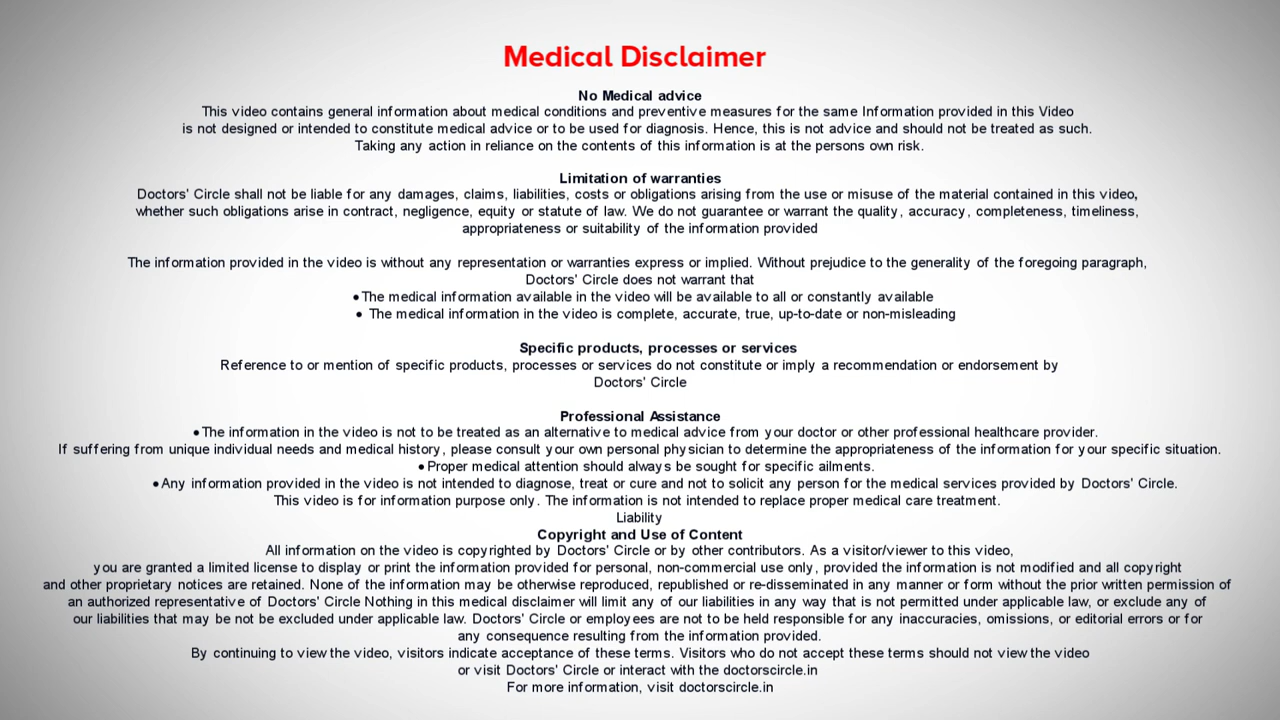 Medical Disclaimer
No Medical advice
This video contains general information about medical conditions and preventive measures for the same Information provided in this Video
is not designed or intended to constitute medical advice or to be used for diagnosis. Hence, this is not advice and should not be treated as such.
Taking any action in reliance on the contents of this information is at the persons own risk.
Limitation of warranties
Doctors' Circle shall not be liable for any damages, claims, liabilities, costs or obligations arising from the use or misuse of the material contained in this video,
whether such obligations arise in contract, negligence, equity or statute of law. We do not guarantee or warrant the quality, accuracy, completeness, timeliness,
appropriateness or suitability of the information provided
The information provided in the video is without any representation or warranties express or implied. Without prejudice to the generality of the foregoing paragraph,
Doctors' Circle does not warrant that
•The medical information available in the video will be available to all or constantly available
• The medical information in the video is complete, accurate, true, up-to-date or non-misleading
Specific products, processes or services
Reference to or mention of specific products, processes or services do not constitute or imply a recommendation or endorsement by
Doctors' Circle
Professional Assistance
•The information in the video is not to be treated as an alternative to medical advice from your doctor or other professional healthcare provider.
If suffering from unique individual needs and medical history, please consult your own personal physician to determine the appropriateness of the information for your specific situation.
•Proper medical attention should always be sought for specific ailments.
•Any information provided in the video is not intended to diagnose, treat or cure and not to solicit any person for the medical services provided by Doctors' Circle.
This video is for information purpose only. The information is not intended to replace proper medical care treatment.
Liability
Copyright and Use of Content
All information on the video is copyrighted by Doctors' Circle or by other contributors. As a visitor/viewer to this video,
you are granted a limited license to display or print the information provided for personal, non-commercial use only, provided the information is not modified and all copyright
and other proprietary notices are retained. None of the information may be otherwise reproduced, republished or re-disseminated in any manner or form without the prior written permission of
an authorized representative of Doctors' Circle Nothing in this medical disclaimer will limit any of our liabilities in any way that is not permitted under applicable law, or exclude any of
our liabilities that may be not be excluded under applicable law. Doctors' Circle or employees are not to be held responsible for any inaccuracies, omissions, or editorial errors or for
any consequence resulting from the information provided.
By continuing to view the video, visitors indicate acceptance of these terms. Visitors who do not accept these terms should not view the video
or visit Doctors' Circle or interact with the doctorscircle.in
For more information, visit doctorscircle.in